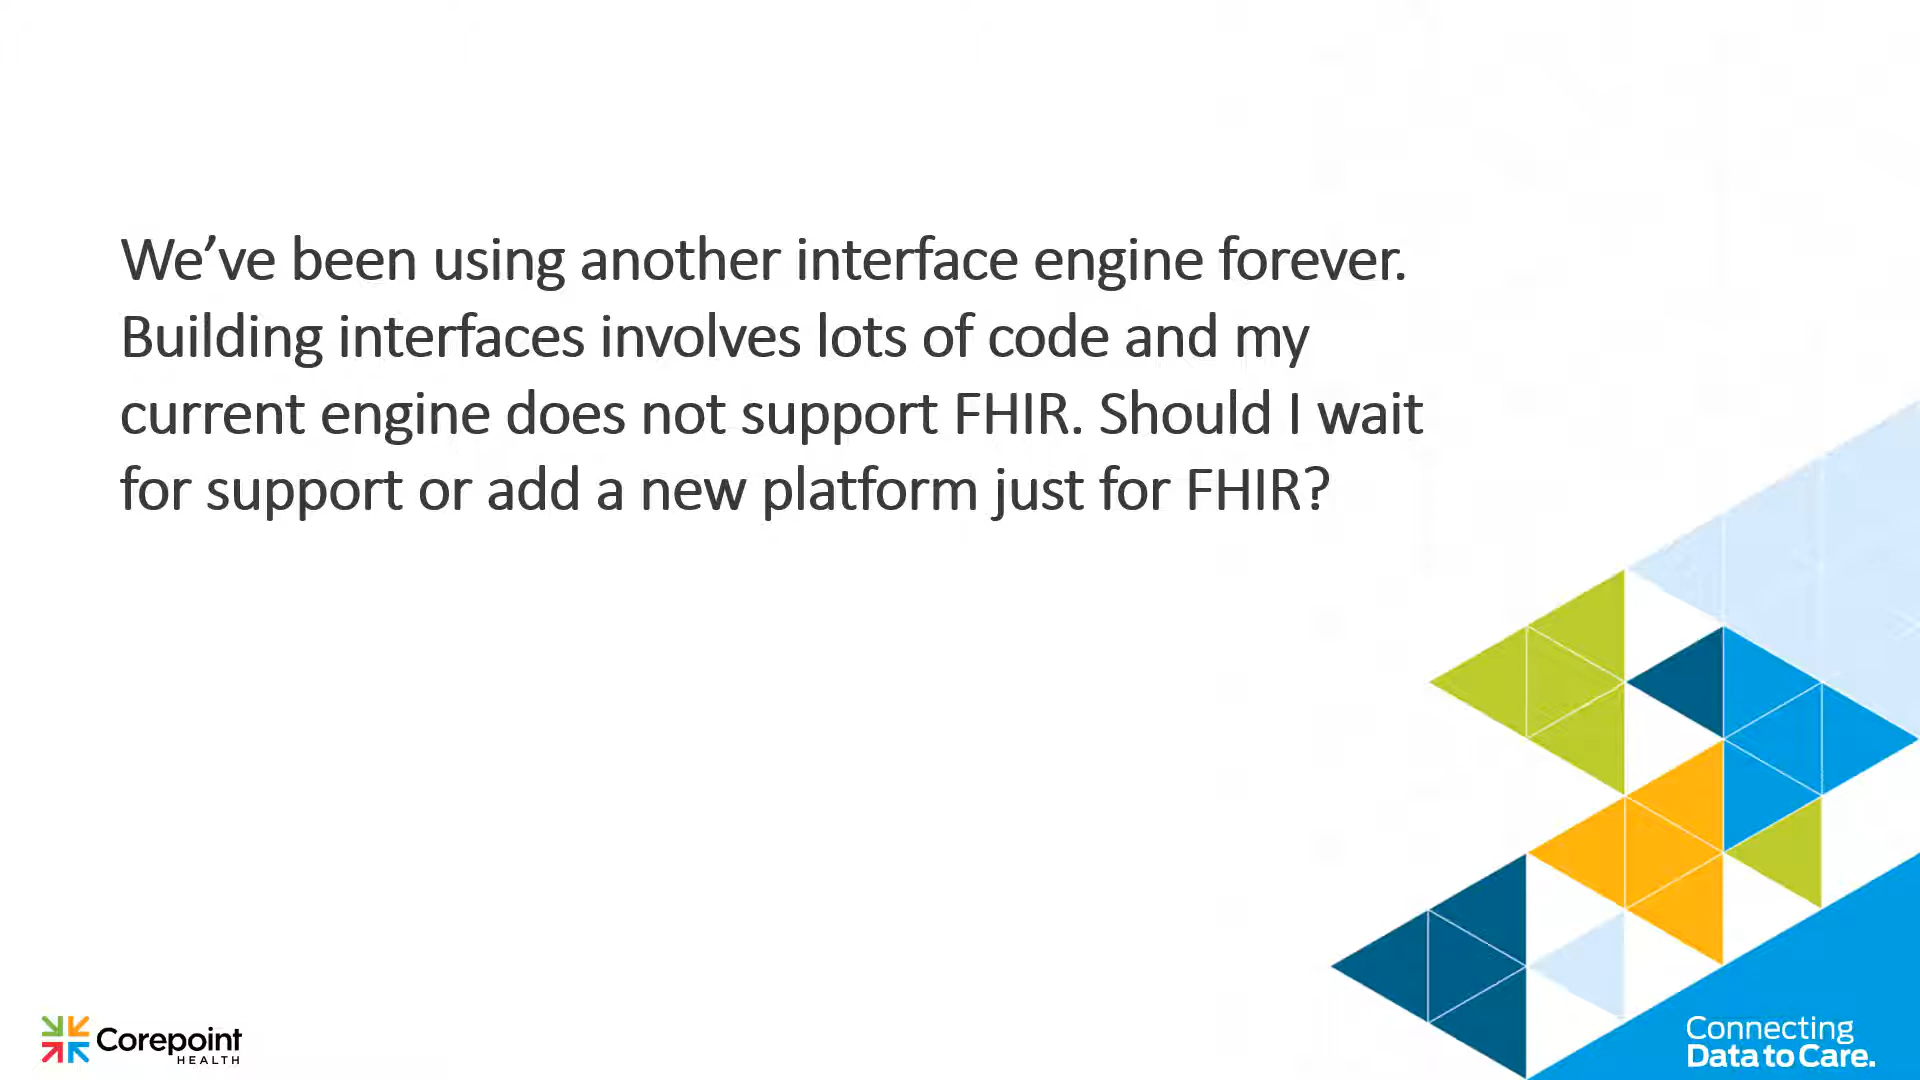 We’ve been using another interface engine forever.
Building interfaces involves lots of code and my
current engine does not support FHIR. Should I wait
for support or add a new platform just for FHIR?
Corepoint
HEALTH
Connecting
Data to Care.